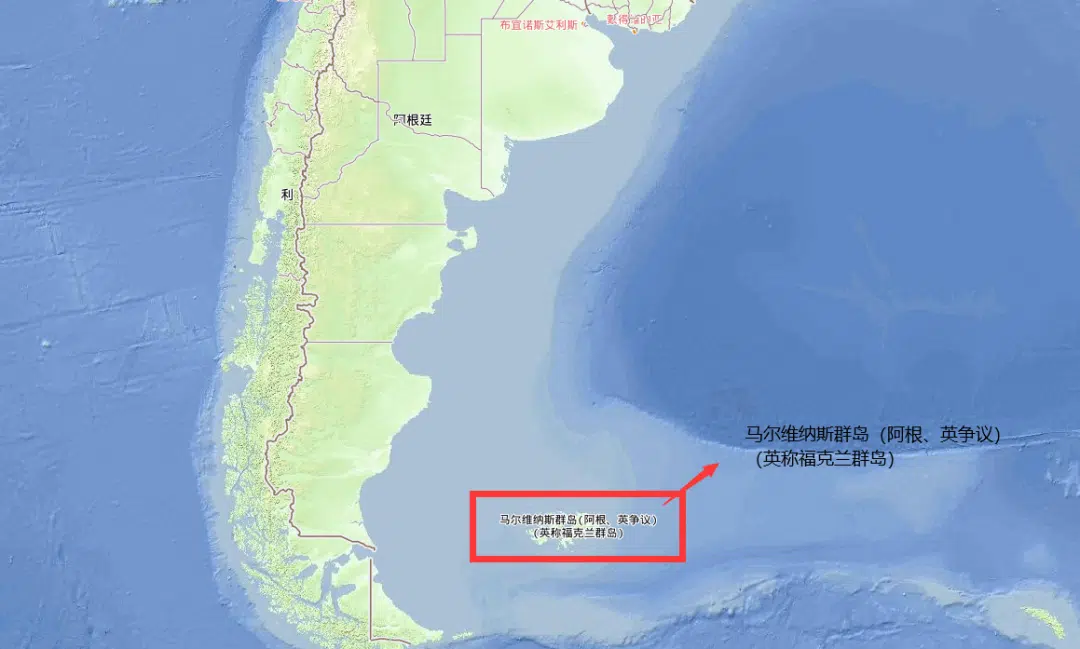 布宜诺斯艾利斯
阿根廷
利
马尔维纳斯群岛(阿根、英争议)
(英称福克兰群岛)
马尔维纳斯群岛（阿根、英争议）
（英称福克兰群岛）